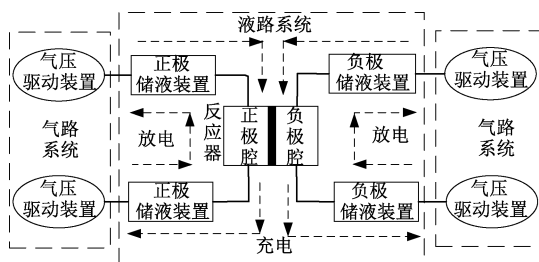 液路系统
气压
驱动装置
正极
储液装置
负极
储液装置
气压
驱动装置
气路
系统
放电
反应器
正极腔
负极腔
放电
气路
系统
气压
驱动装置
正极
储液装置
负极
储液装置
气压
驱动装置
充电